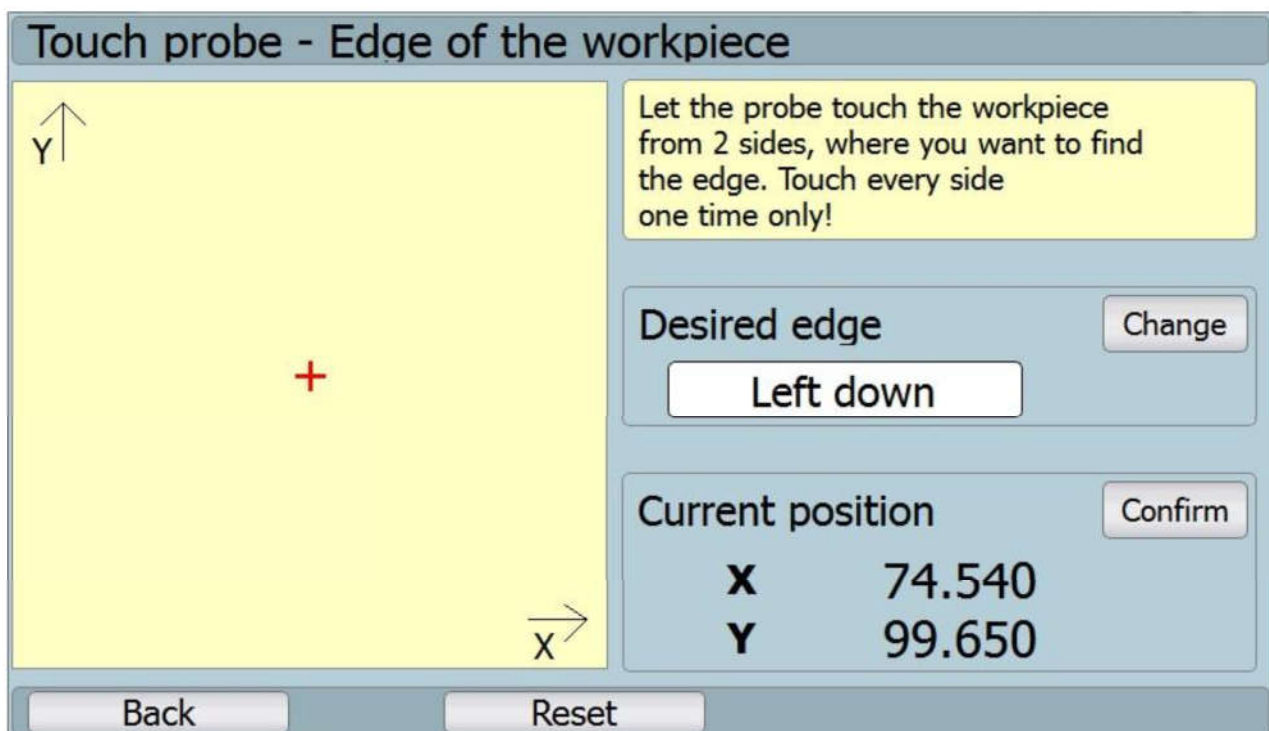 Touch probe - Edge of the workpiece
Y
X
Let the probe touch the workpiece
from 2 sides, where you want to find
the edge. Touch every side
one time only!
Desired edge
Change
Left down
Current position
Confirm
X 74.540
Y 99.650
Back
Reset